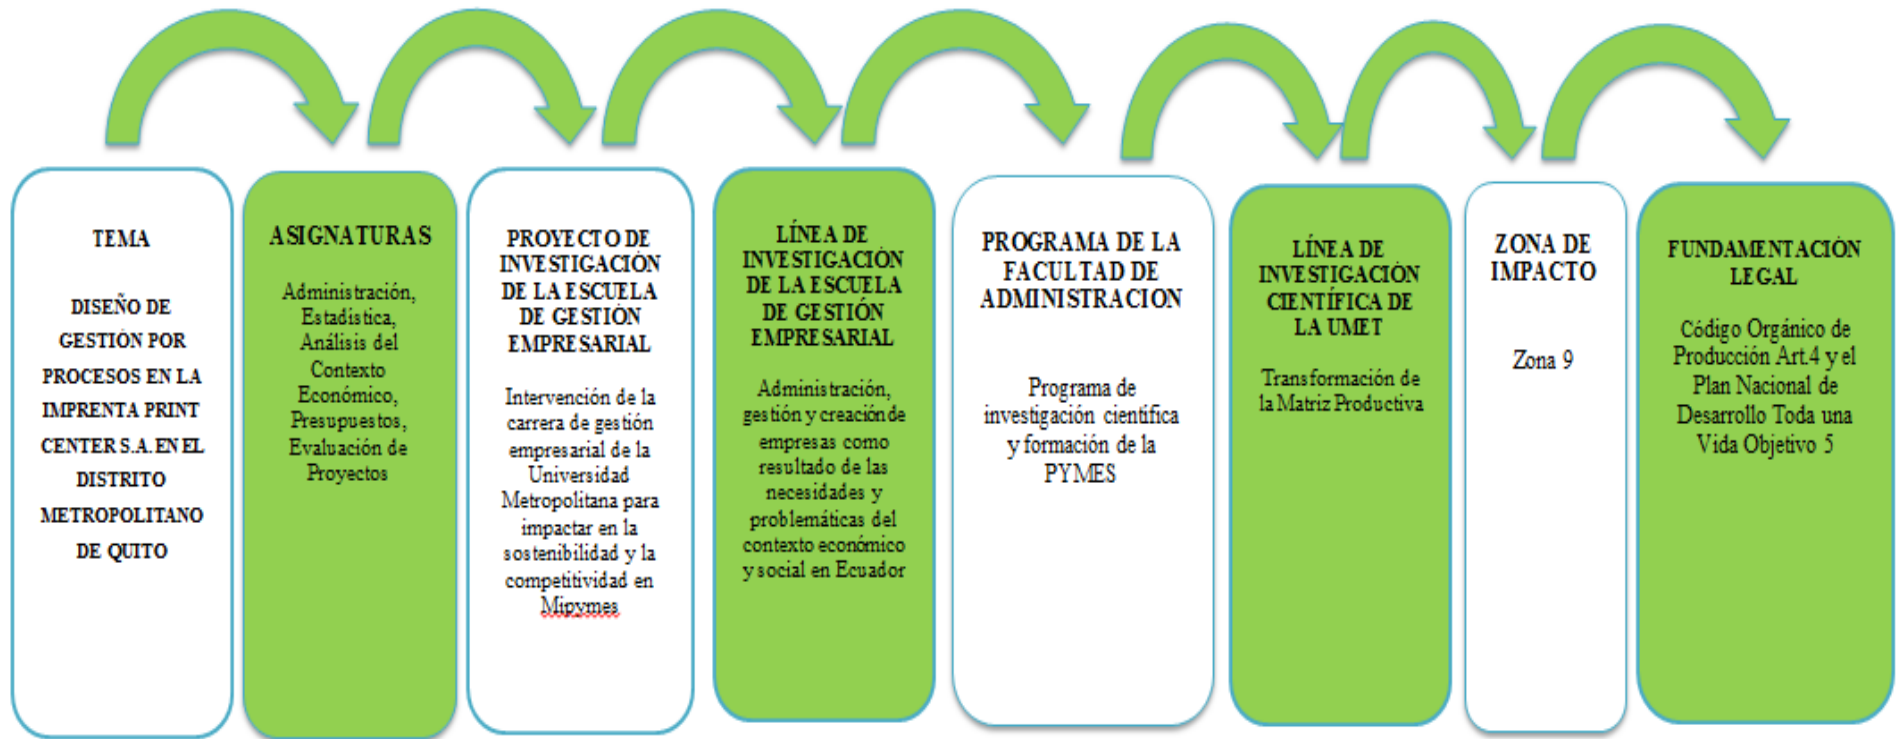 TEMA
DISEÑO DE
GESTIÓN POR
PROCESOS EN LA
IMPRENTA PRINT
CENTER S.A. EN EL
DISTRITO
METROPOLITANO
DE QUITO
ASIGNATURAS
Administración,
Estadística,
Análisis del
Contexto
Económico,
Presupuestos,
Evaluación de
Proyectos
PROYECTO DE
INVESTIGACIÓN
DE LA ESCUELA
DE GESTIÓN
EMPRESARIAL
Intervención de la
carrera de gestión
empresarial de la
Universidad
Metropolitana para
impactar en la
sostenibilidad y la
competitividad en
Mipymes
LÍNEA DE
INVESTIGACIÓN
DE LA ESCUELA
DE GESTIÓN
EMPRESARIAL
Administración,
gestión y creación de
empresas como
resultado de las
necesidades y
problemáticas del
contexto económico
y social en Ecuador
PROGRAMA DE LA
FACULTAD DE
ADMINISTRACION
Programa de
investigación científica
y formación de la
PYMES
LÍNEA DE
INVESTIGACIÓN
CIENTÍFICA DE
LA UMET
Transformación de
la Matriz Productiva
ZONA DE
IMPACTO
Zona 9
FUNDAMENTACIÓN
LEGAL
Código Orgánico de
Producción Art.4 y el
Plan Nacional de
Desarrollo Toda una
Vida Objetivo 5